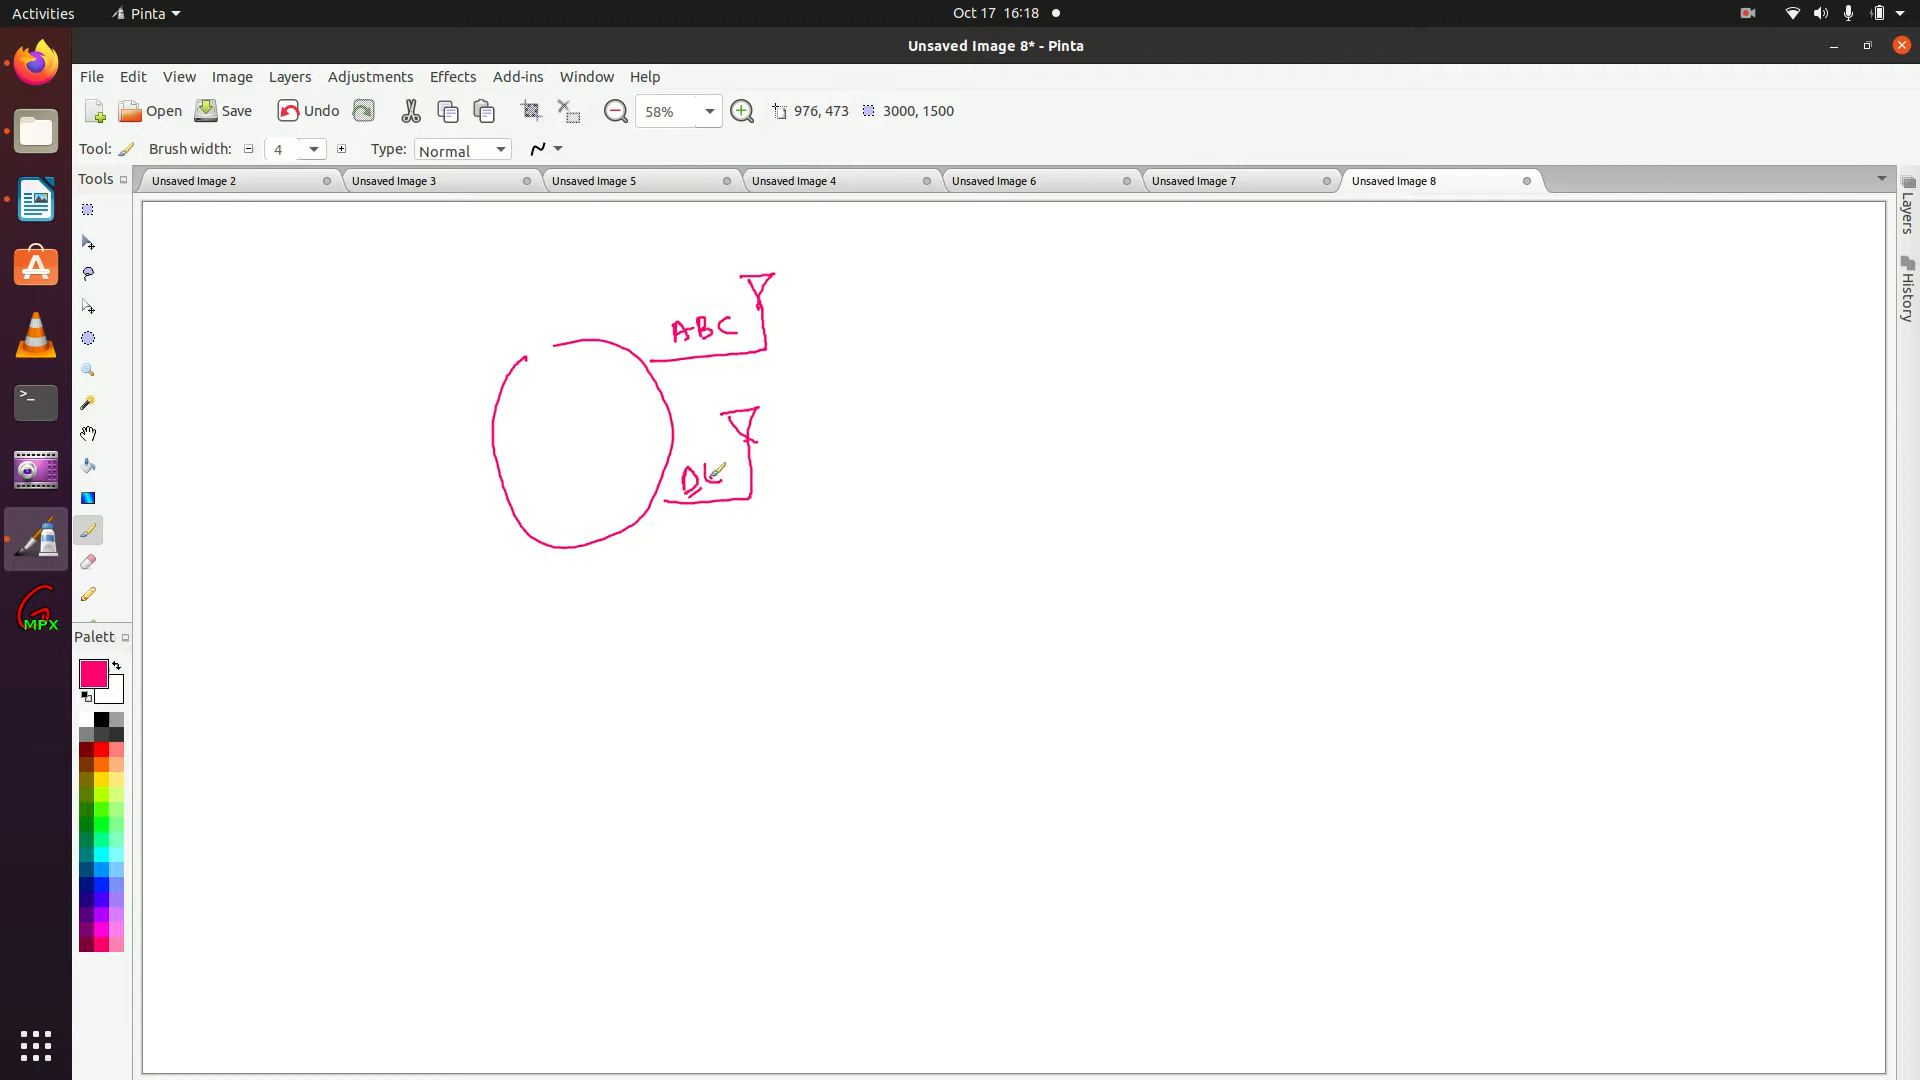 Activities Pinta Oct 17 16:18
Unsaved Image 8* - Pinta
File Edit View Image Layers Adjustments Effects Add-ins Window Help
Open Save Undo 58% 976, 473 3000, 1500
Tool: Brush width: 4 Type: Normal
Tools Unsaved Image 2 Unsaved Image 3 Unsaved Image 5 Unsaved Image 4 Unsaved Image 6 Unsaved Image 7 Unsaved Image 8
Layers
History
ABC
>_
MPX
Palett